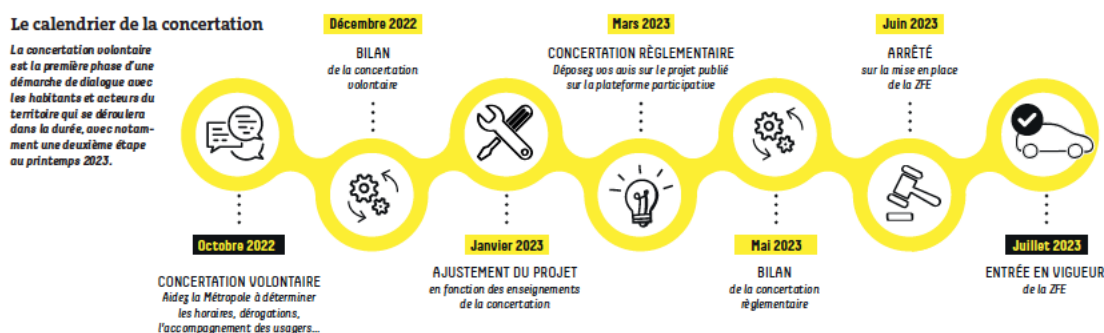 Le calendrier de la concertation
La concertation volontaire
est la première phase d'une
démarche de dialogue avec
les habitants et acteurs du
territoire qui se déroulera
dans la durée, avec notam-
ment une deuxième étape
au printemps 2023.
Octobre 2022
CONCERTATION VOLONTAIRE
Aidez la Métropole à déterminer
les horaires, dérogations,
l'accompagnement des usagers...
Décembre 2022
BILAN
de la concertation
volontaire
Janvier 2023
AJUSTEMENT DU PROJET
en fonction des enseignements
de la concertation
Mars 2023
CONCERTATION RÈGLEMENTAIRE
Déposez vos avis sur le projet publié
sur la plateforme participative
Mai 2023
BILAN
de la concertation
règlementaire
Juin 2023
ARRÊTÉ
sur la mise en place
de la ZFE
Juillet 2023
ENTRÉE EN VIGUEUR
de la ZFE